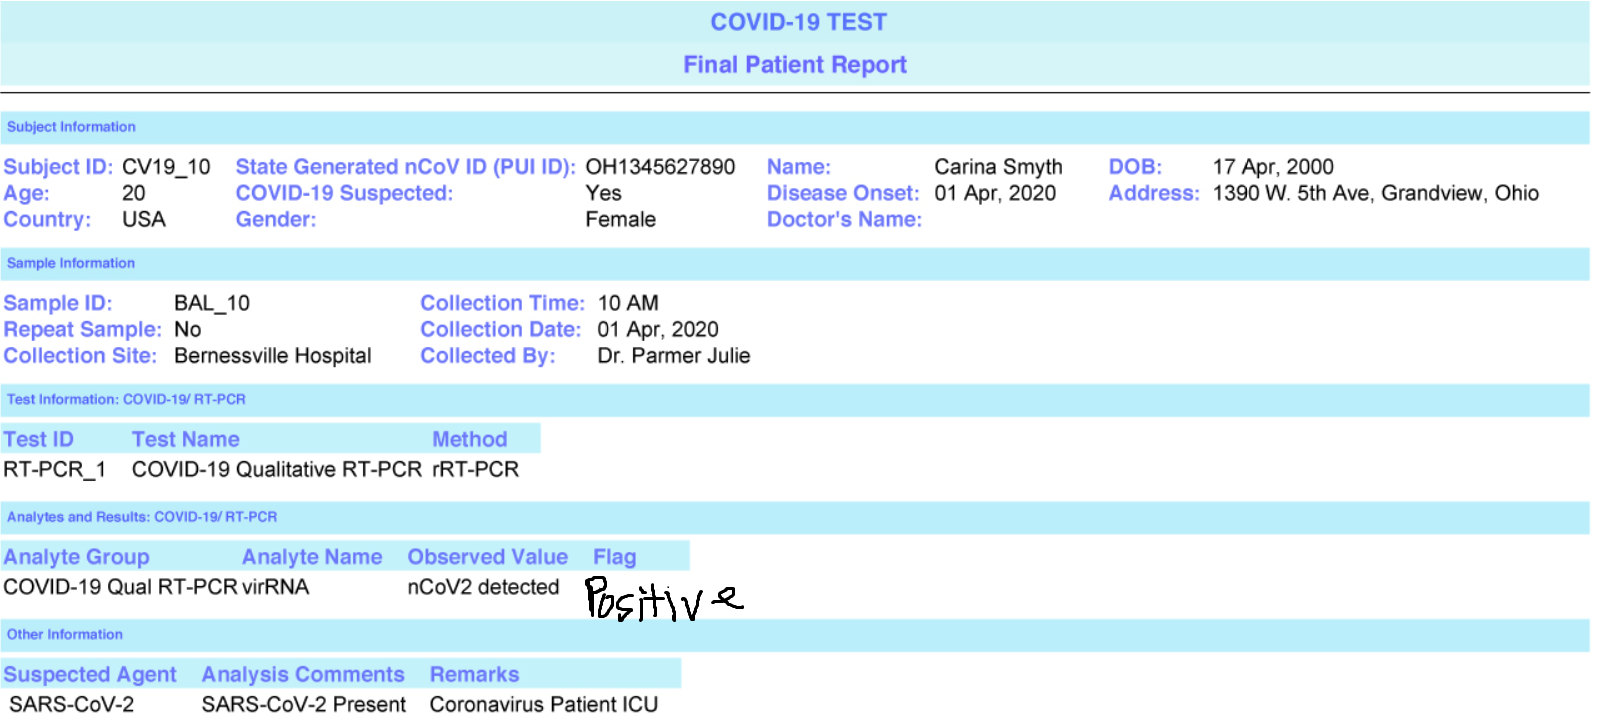 COVID-19 TEST
Final Patient Report
Subject Information
Subject ID: CV19_10 State Generated nCoV ID (PUI ID): OH1345627890 Name: Carina Smyth DOB: 17 Apr, 2000
Age: 20 COVID-19 Suspected: Yes Disease Onset: 01 Apr, 2020 Address: 1390 W. 5th Ave, Grandview, Ohio
Country: USA Gender: Female Doctor's Name:
Sample Information
Sample ID: BAL_10 Collection Time: 10 AM
Repeat Sample: No Collection Date: 01 Apr, 2020
Collection Site: Bernessville Hospital Collected By: Dr. Parmer Julie
Test Information: COVID-19/ RT-PCR
Test ID Test Name Method
RT-PCR_1 COVID-19 Qualitative RT-PCR rRT-PCR
Analytes and Results: COVID-19/ RT-PCR
Analyte Group Analyte Name Observed Value Flag
COVID-19 Qual RT-PCR virRNA nCoV2 detected Positive
Other Information
Suspected Agent Analysis Comments Remarks
SARS-CoV-2 SARS-CoV-2 Present Coronavirus Patient ICU